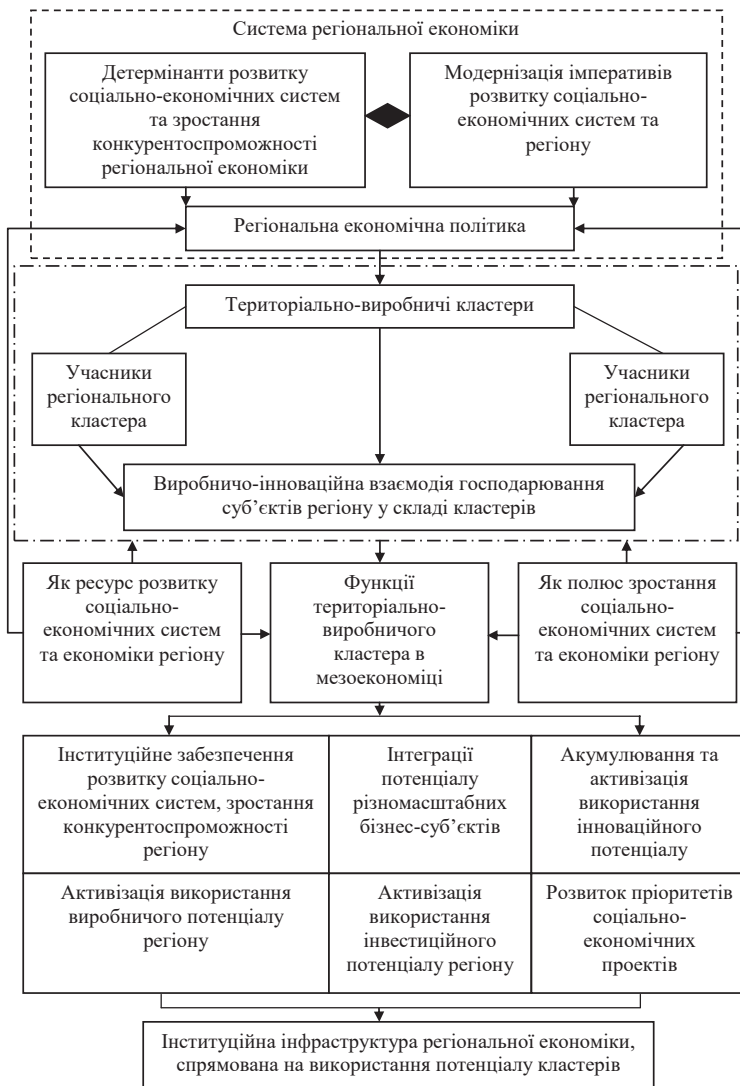 Система регіональної економіки
Детермінанти розвитку
соціально-економічних систем
та зростання
конкурентоспроможності
регіональної економіки
Модернізація імперативів
розвитку соціально-
економічних систем та
регіону
Регіональна економічна політика
Територіально-виробничі кластери
Учасники
регіонального
кластера
Учасники
регіонального
кластера
Виробничо-інноваційна взаємодія господарювання
суб’єктів регіону у складі кластерів
Як ресурс розвитку
соціально-
економічних систем
та економіки регіону
Функції
територіально-
виробничого
кластера в
мезоекономіці
Як полюс зростання
соціально-
економічних систем
та економіки регіону
Інституційне забезпечення
розвитку соціально-
економічних систем, зростання
конкурентоспроможності
регіону
Інтеграції
потенціалу
різномасштабних
бізнес-суб’єктів
Акумулювання та
активізація
використання
інноваційного
потенціалу
Активізація використання
виробничого потенціалу
регіону
Активізація
використання
інвестиційного
потенціалу регіону
Розвиток пріоритетів
соціально-
економічних
проектів
Інституційна інфраструктура регіональної економіки,
спрямована на використання потенціалу кластерів